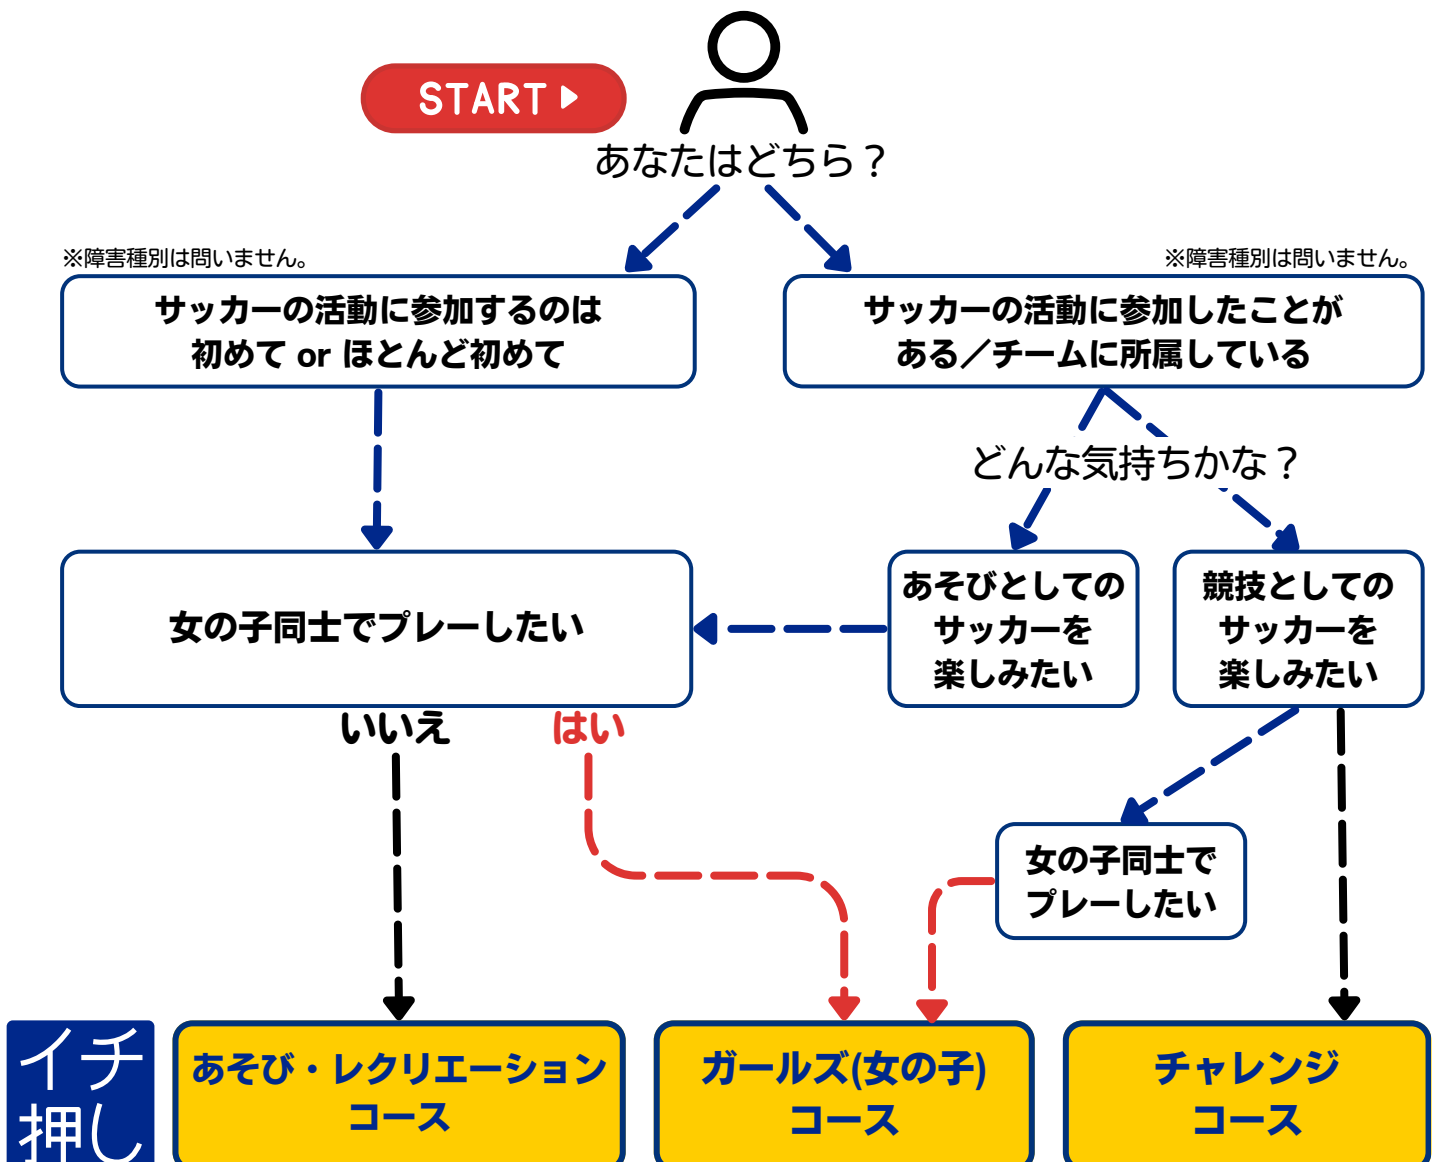 START
あなたはどちら？
※障害種別は問いません。
※障害種別は問いません。
サッカーの活動に参加するのは
初めて or ほとんど初めて
サッカーの活動に参加したことが
ある／チームに所属している
どんな気持ちかな？
女の子同士でプレーしたい
あそびとしての
サッカーを
楽しみたい
競技としての
サッカーを
楽しみたい
いいえ
はい
女の子同士で
プレーしたい
イチ
押し
あそび・レクリエーション
コース
ガールズ(女の子)
コース
チャレンジ
コース